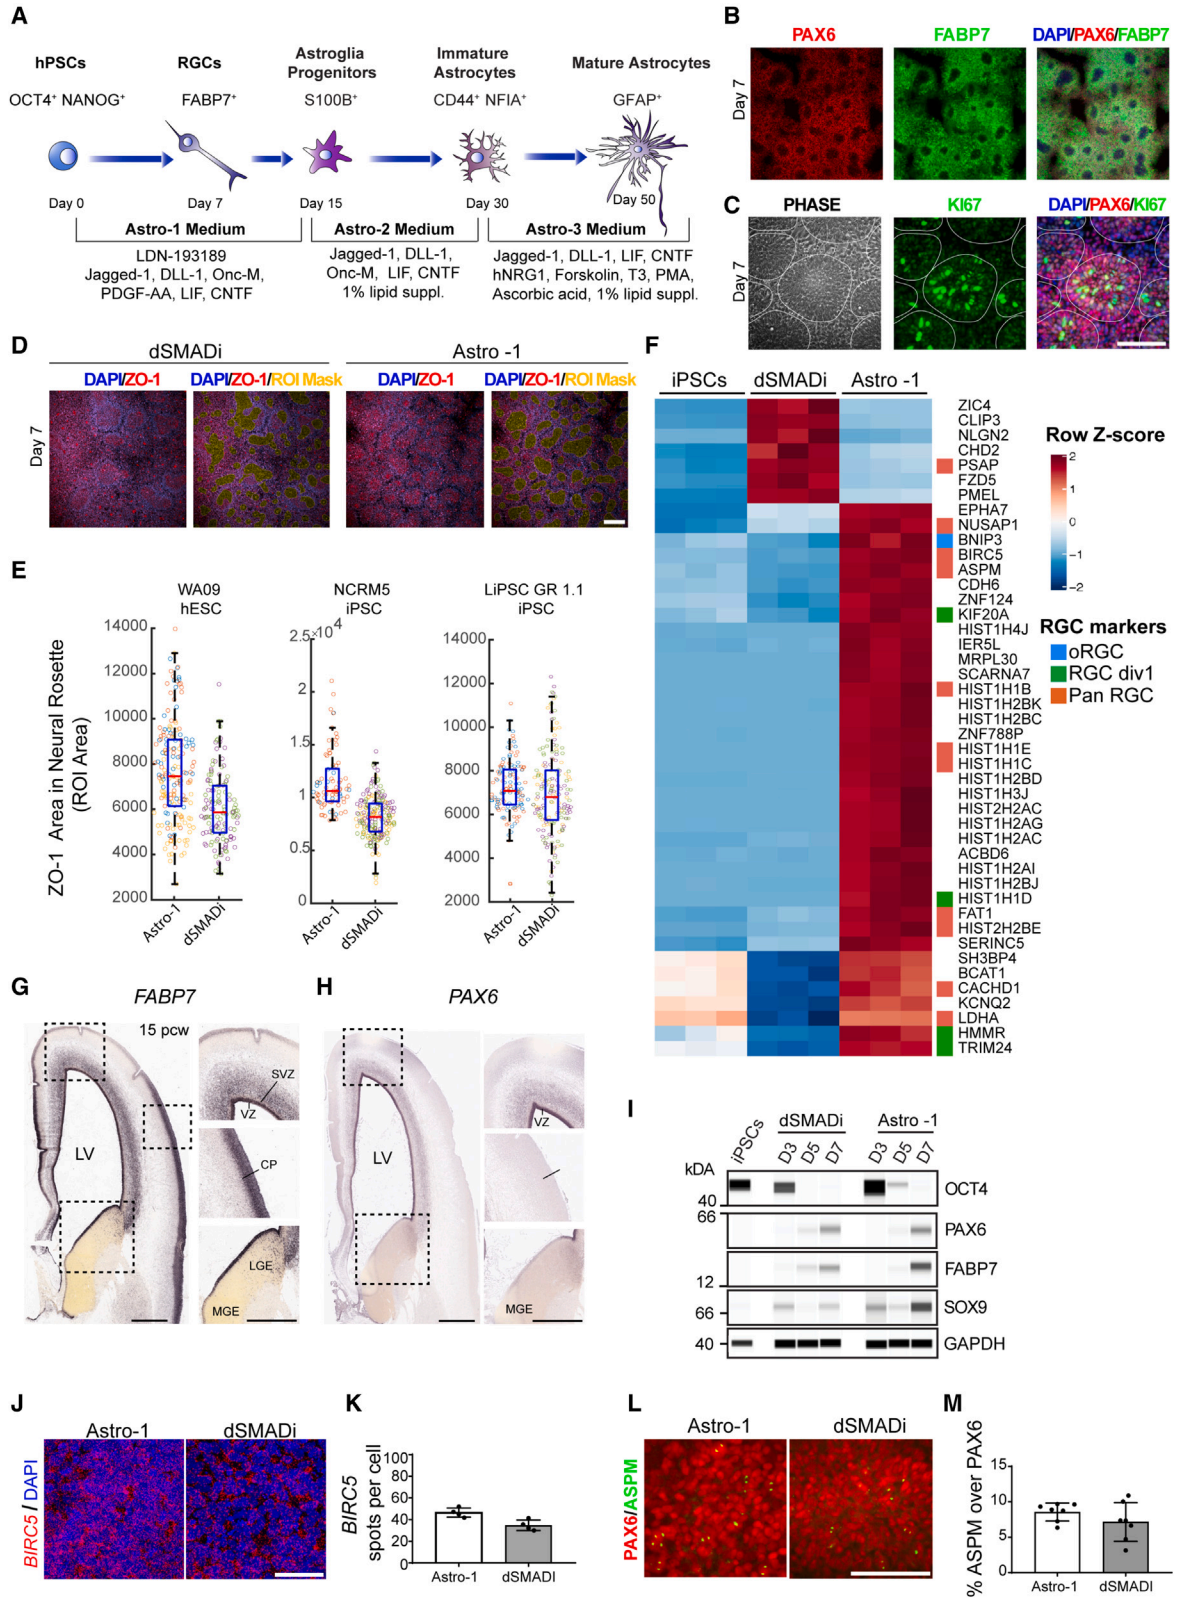 A
hPSCs
RGCs
Astroglia
Progenitors
Immature
Astrocytes
Mature Astrocytes
OCT4⁺ NANOG⁺
FABP7⁺
S100B⁺
CD44⁺ NFIA⁺
GFAP⁺
Day 0
Day 7
Day 15
Day 30
Day 50
Astro-1 Medium
LDN-193189
Jagged-1, DLL-1, Onc-M,
PDGF-AA, LIF, CNTF
Astro-2 Medium
Jagged-1, DLL-1,
Onc-M, LIF, CNTF
1% lipid suppl.
Astro-3 Medium
Jagged-1, DLL-1, LIF, CNTF
hNRG1, Forskolin, T3, PMA,
Ascorbic acid, 1% lipid suppl.
B
PAX6
FABP7
DAPI/PAX6/FABP7
Day 7
C
PHASE
KI67
DAPI/PAX6/KI67
Day 7
D
dSMADi
Astro -1
DAPI/ZO-1
DAPI/ZO-1/ROI Mask
DAPI/ZO-1
DAPI/ZO-1/ROI Mask
Day 7
E
ZO-1 Area in Neural Rosette
(ROI Area)
WA09
hESC
14000
12000
10000
8000
6000
4000
2000
Astro-1
dSMADi
NCRM5
iPSC
2.5×10⁴
2
1.5
1
0.5
0
Astro-1
dSMADi
LiPSC GR 1.1
iPSC
14000
12000
10000
8000
6000
4000
2000
Astro-1
dSMADi
F
iPSCs
dSMADi
Astro -1
ZIC4
CLIP3
NLGN2
CHD2
PSAP
FZD5
PMEL
EPHA7
NUSAP1
BNIP3
BIRC5
ASPM
CDH6
ZNF124
KIF20A
HIST1H4J
IER5L
MRPL30
SCARNA7
HIST1H1B
HIST1H2BK
HIST1H2BC
ZNF788P
HIST1H1E
HIST1H1C
HIST1H2BD
HIST1H3J
HIST2H2AC
HIST1H2AG
HIST1H2AC
ACBD6
HIST1H2AI
HIST1H2BJ
HIST1H1D
FAT1
HIST2H2BE
SERINC5
SH3BP4
BCAT1
CACHD1
KCNQ2
LDHA
HMMR
TRIM24
Row Z-score
2
1
0
−1
−2
RGC markers
oRGC
RGC div1
Pan RGC
G
FABP7
15 pcw
LV
SVZ
VZ
CP
LGE
MGE
H
PAX6
LV
VZ
MGE
I
iPSCs
dSMADi
Astro -1
D3
D5
D7
D3
D5
D7
kDA
40
OCT4
66
PAX6
12
FABP7
66
SOX9
40
GAPDH
J
Astro-1
dSMADi
BIRC5 / DAPI
K
BIRC5
spots per cell
100
80
60
40
20
0
Astro-1
dSMADI
L
Astro-1
dSMADi
PAX6/ASPM
M
% ASPM over PAX6
15
10
5
0
Astro-1
dSMADI